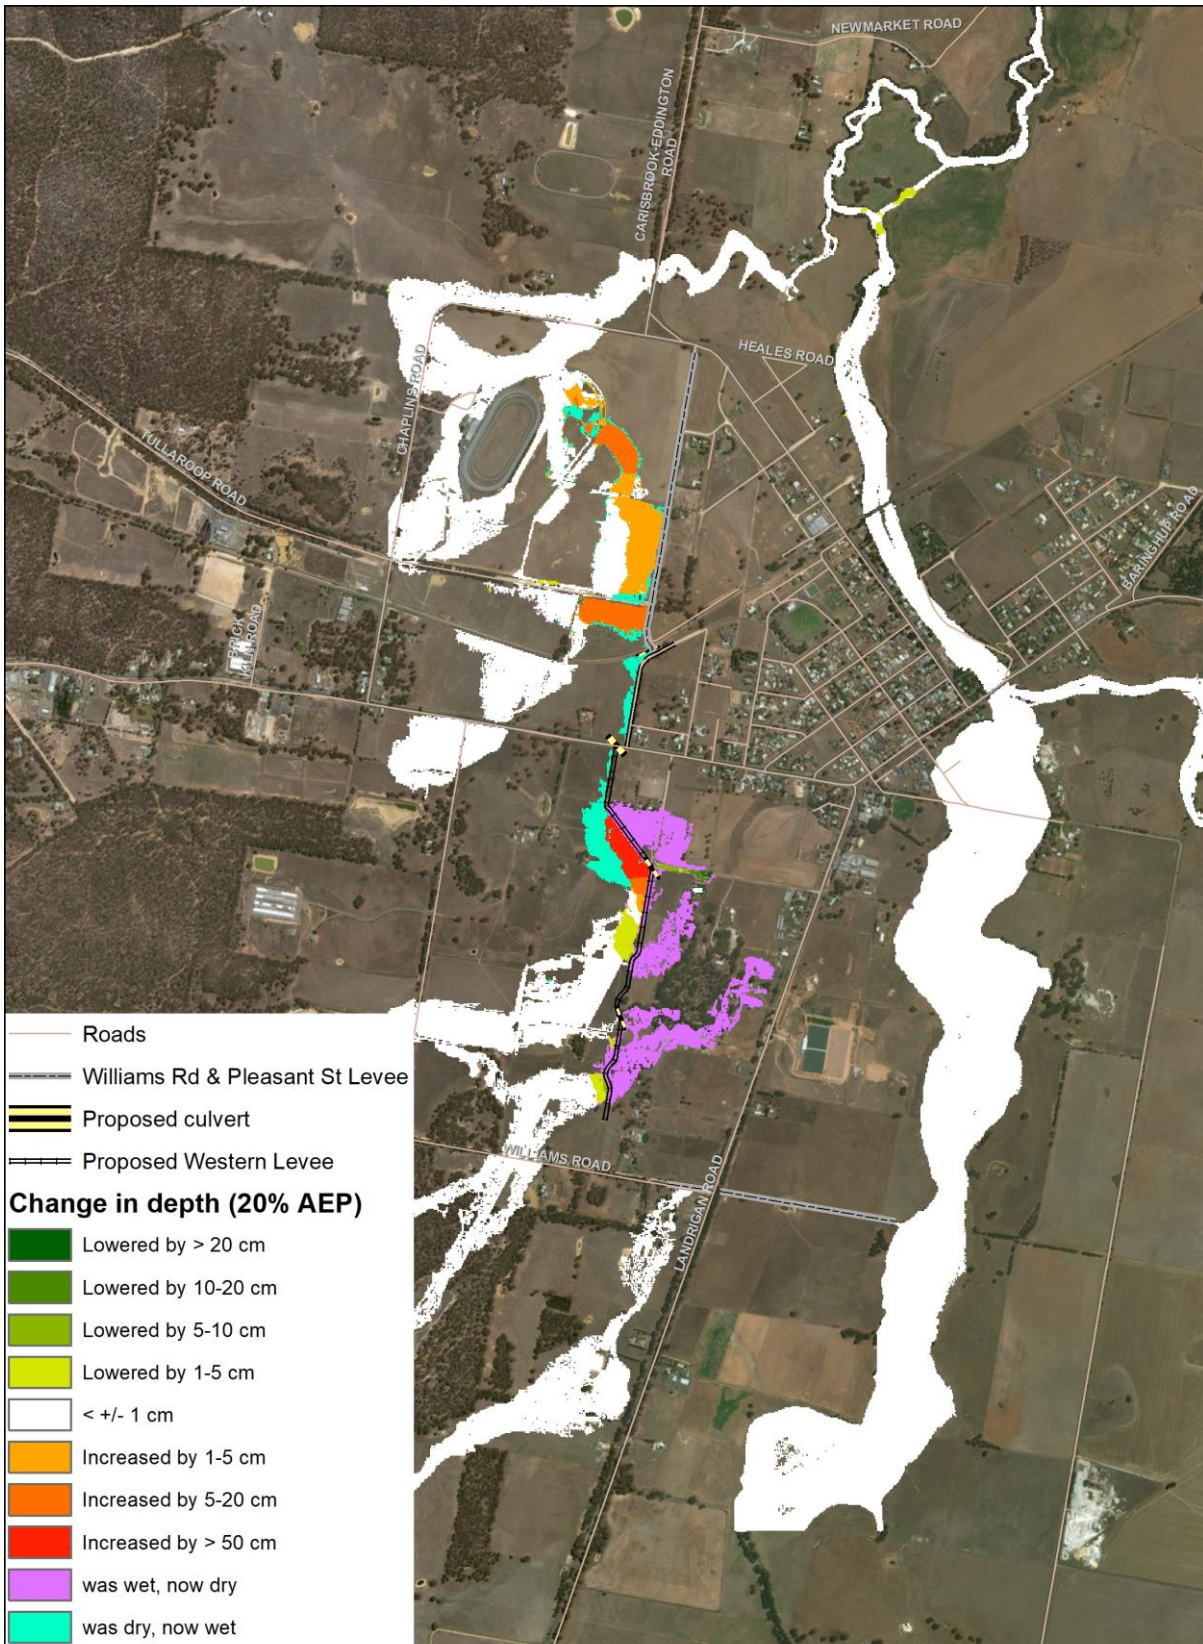 NEWMARKET ROAD
CARISBROOK-EDDINGTON
ROAD
HEALES ROAD
CHAPLINS ROAD
TULLAROOP ROAD
BARINGHUP ROAD
BRICK
KILN ROAD
WILLIAMS ROAD
LANDRIGAN ROAD
Roads
Williams Rd & Pleasant St Levee
Proposed culvert
Proposed Western Levee
Change in depth (20% AEP)
Lowered by > 20 cm
Lowered by 10-20 cm
Lowered by 5-10 cm
Lowered by 1-5 cm
< +/- 1 cm
Increased by 1-5 cm
Increased by 5-20 cm
Increased by > 50 cm
was wet, now dry
was dry, now wet